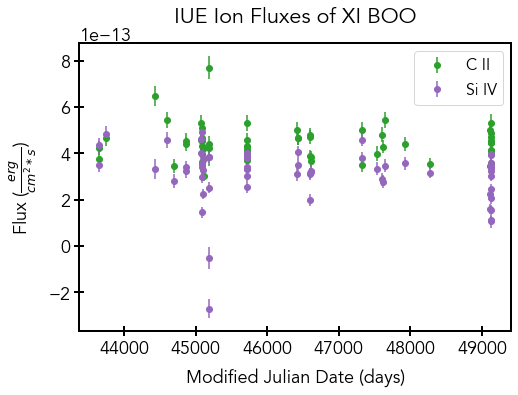 IUE Ion Fluxes of XI BOO
1e−13
8
6
4
2
0
−2
Flux (erg/cm² * s)
C II
Si IV
44000 45000 46000 47000 48000 49000
Modified Julian Date (days)